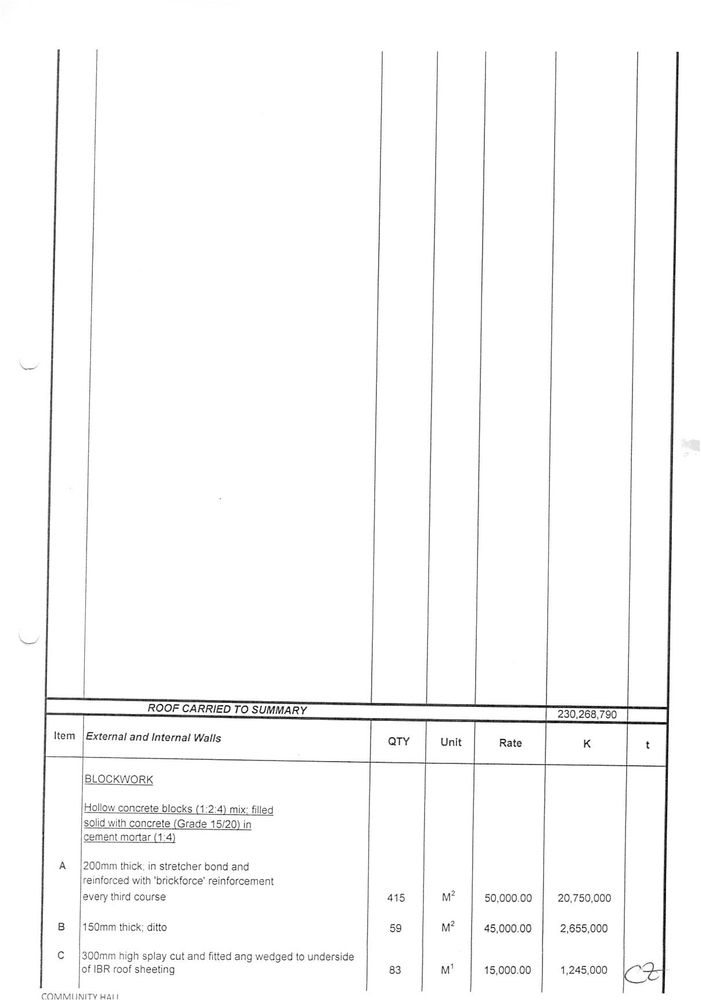 ROOF CARRIED TO SUMMARY 230,268,790
Item External and Internal Walls QTY Unit Rate K t
BLOCKWORK
Hollow concrete blocks (1:2:4) mix; filled
solid with concrete (Grade 15/20) in
cement mortar (1:4)
A 200mm thick; in stretcher bond and
reinforced with 'brickforce' reinforcement
every third course 415 M² 50,000.00 20,750,000
B 150mm thick; ditto 59 M² 45,000.00 2,655,000
C 300mm high splay cut and fitted ang wedged to underside
of IBR roof sheeting 83 M¹ 15,000.00 1,245,000
COMMUNITY HALL